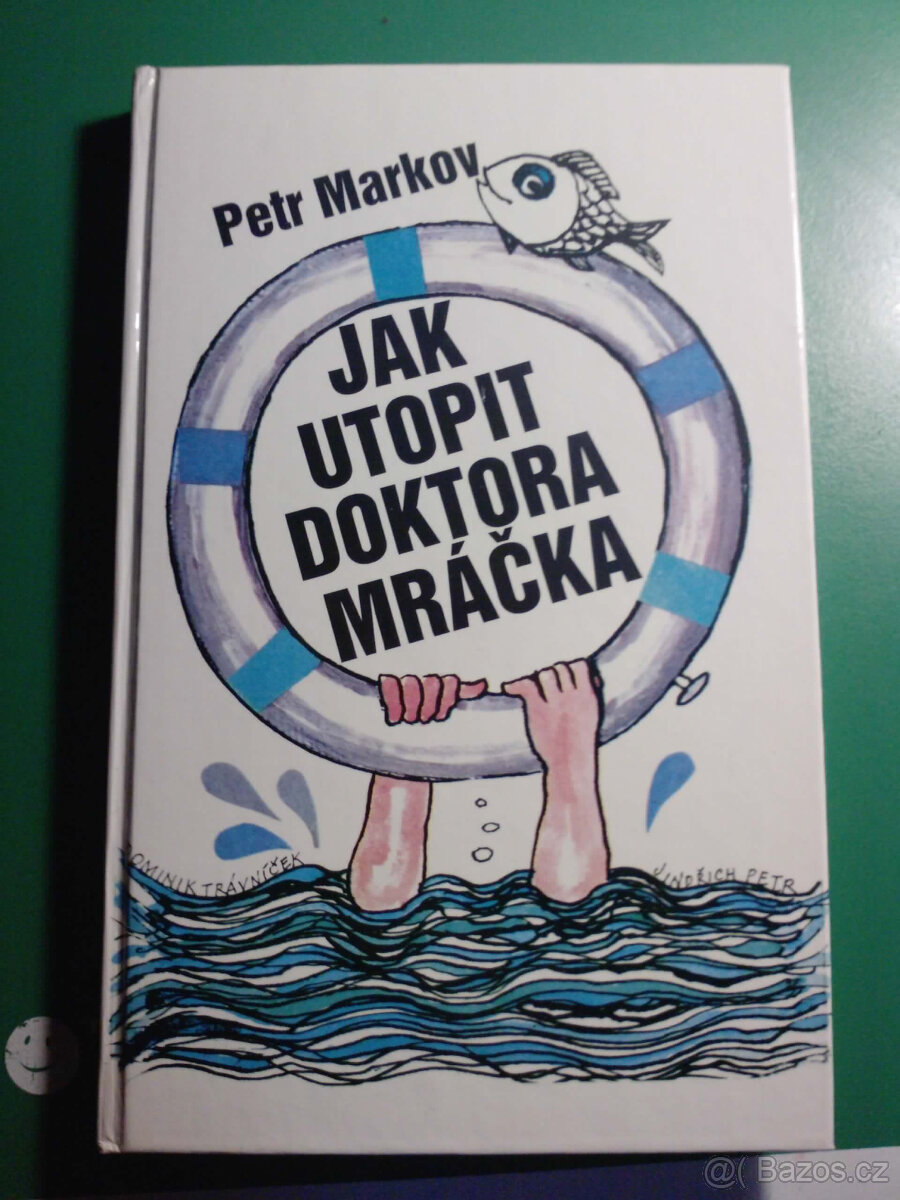 Petr Markov
JAK
UTOPIT
DOKTORA
MRÁČKA
DOMINIK TRÁVNÍČEK
JINDŘICH PETR
@( Bazos.cz